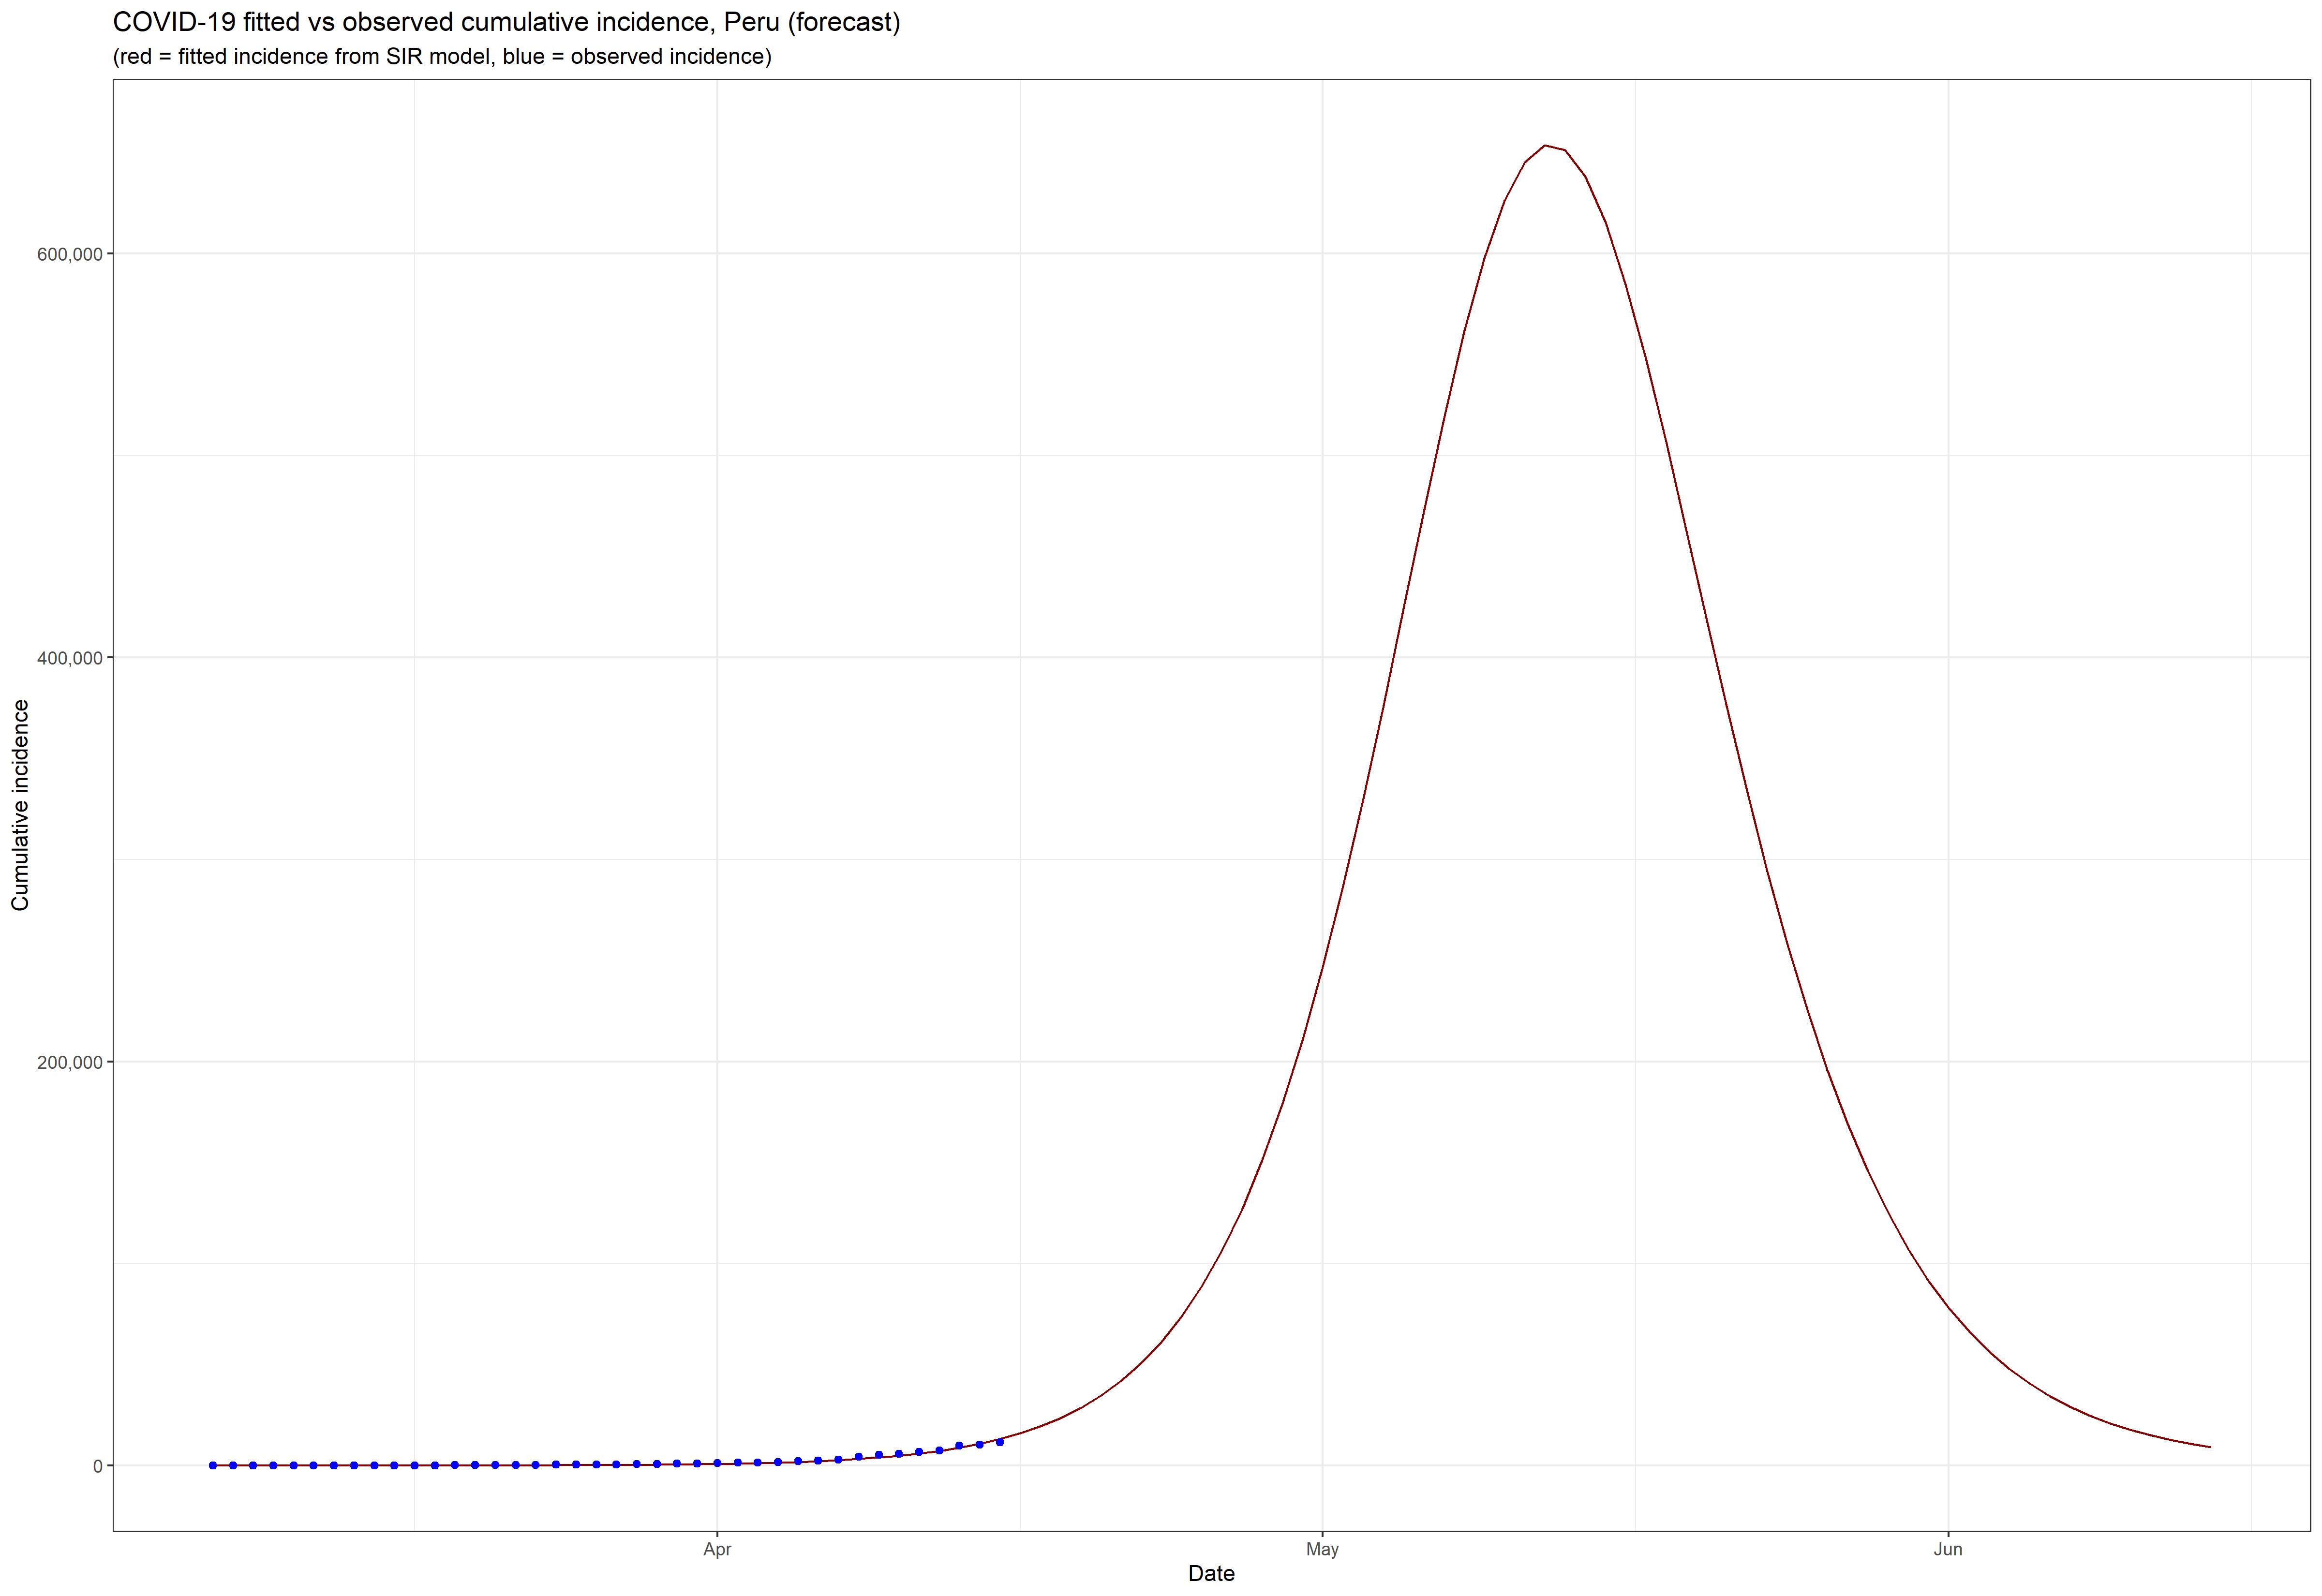 COVID-19 fitted vs observed cumulative incidence, Peru (forecast)
(red = fitted incidence from SIR model, blue = observed incidence)
Cumulative incidence
600,000
400,000
200,000
0
Apr
May
Jun
Date